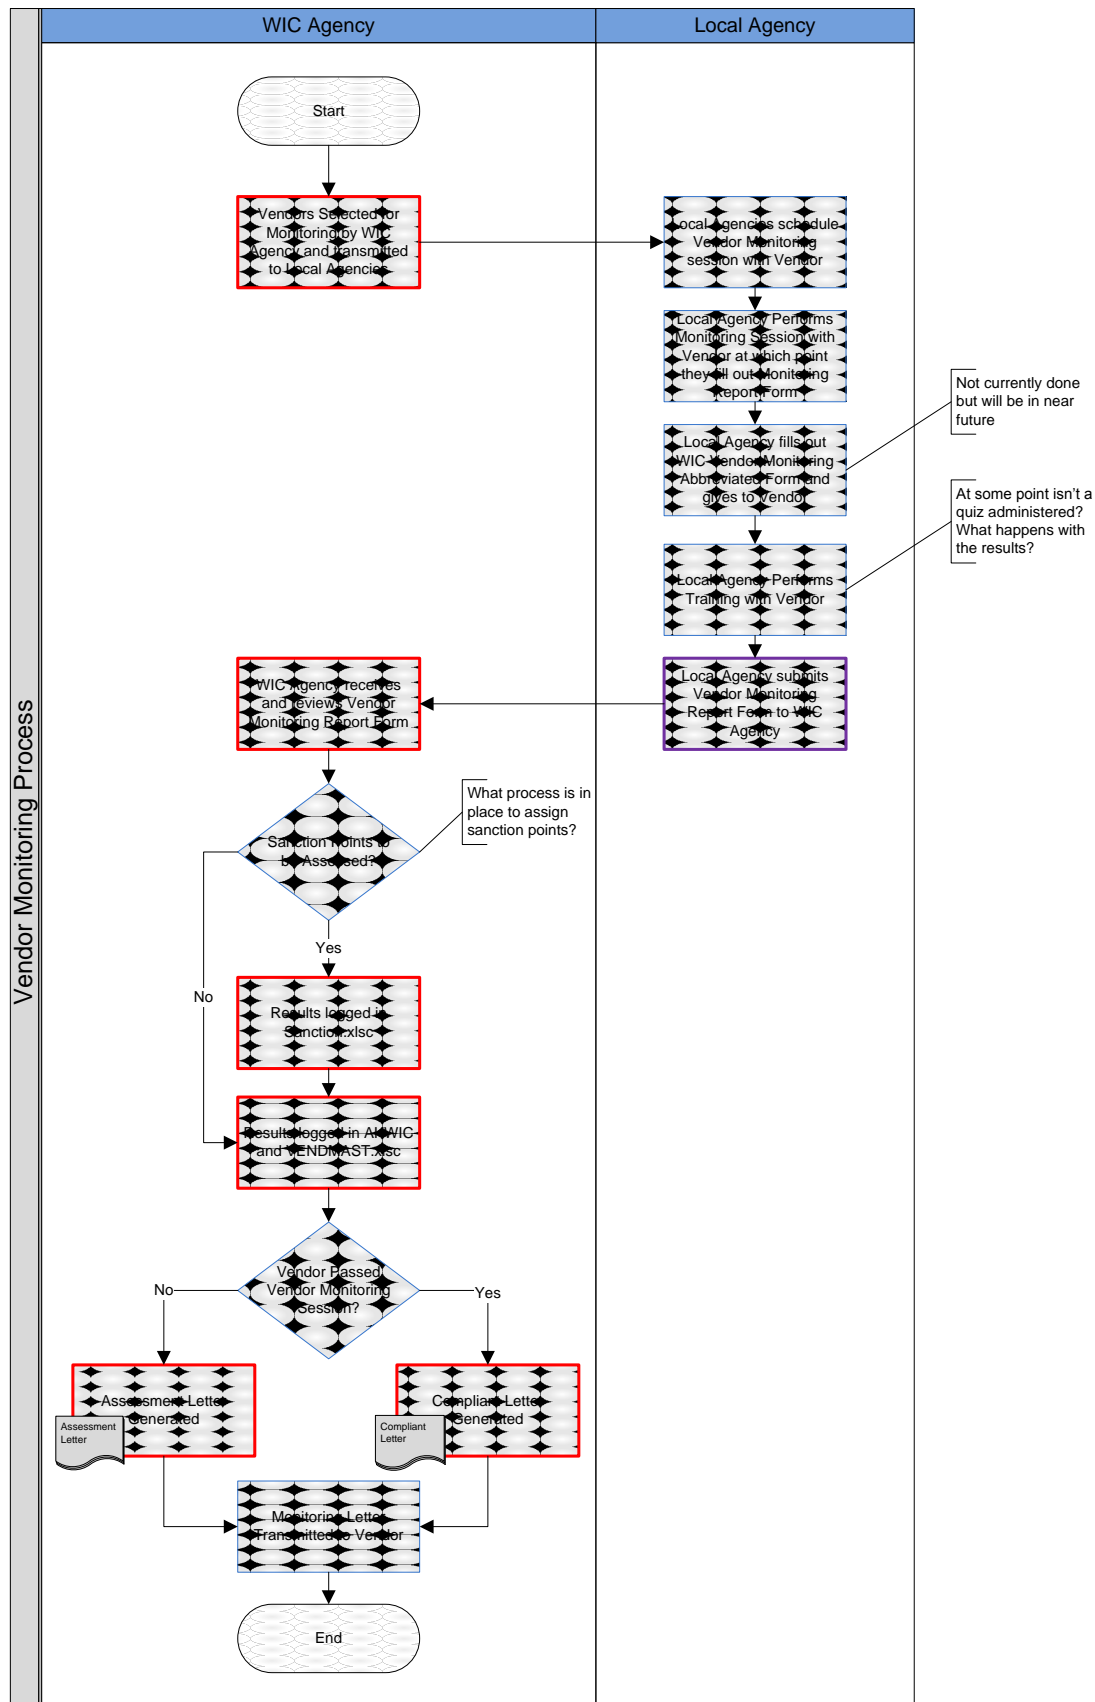 Vendor Monitoring Process
WIC Agency
Local Agency
Start
Vendors Selected for
Monitoring by WIC
Agency and transmitted
to Local Agencies
Local Agencies schedule
Vendor Monitoring
session with Vendor
Local Agency Performs
Monitoring Session with
Vendor at which point
they fill out Monitoring
Report Form
Not currently done
but will be in near
future
Local Agency fills out
WIC Vendor Monitoring
Abbreviated Form and
gives to Vendor
At some point isn't a
quiz administered?
What happens with
the results?
Local Agency Performs
Training with Vendor
Local Agency submits
Vendor Monitoring
Report Form to WIC
Agency
WIC Agency receives
and reviews Vendor
Monitoring Report Form
What process is in
place to assign
sanction points?
Sanction Points to
be Assessed?
Yes
No
Results logged in
Sanction.xlsc
Results logged in AKWIC
and VENDMAST.xlsc
Vendor Passed
Vendor Monitoring
Session?
No
Yes
Assessment Letter
Generated
Assessment
Letter
Compliant Letter
Generated
Compliant
Letter
Monitoring Letter
Transmitted to Vendor
End